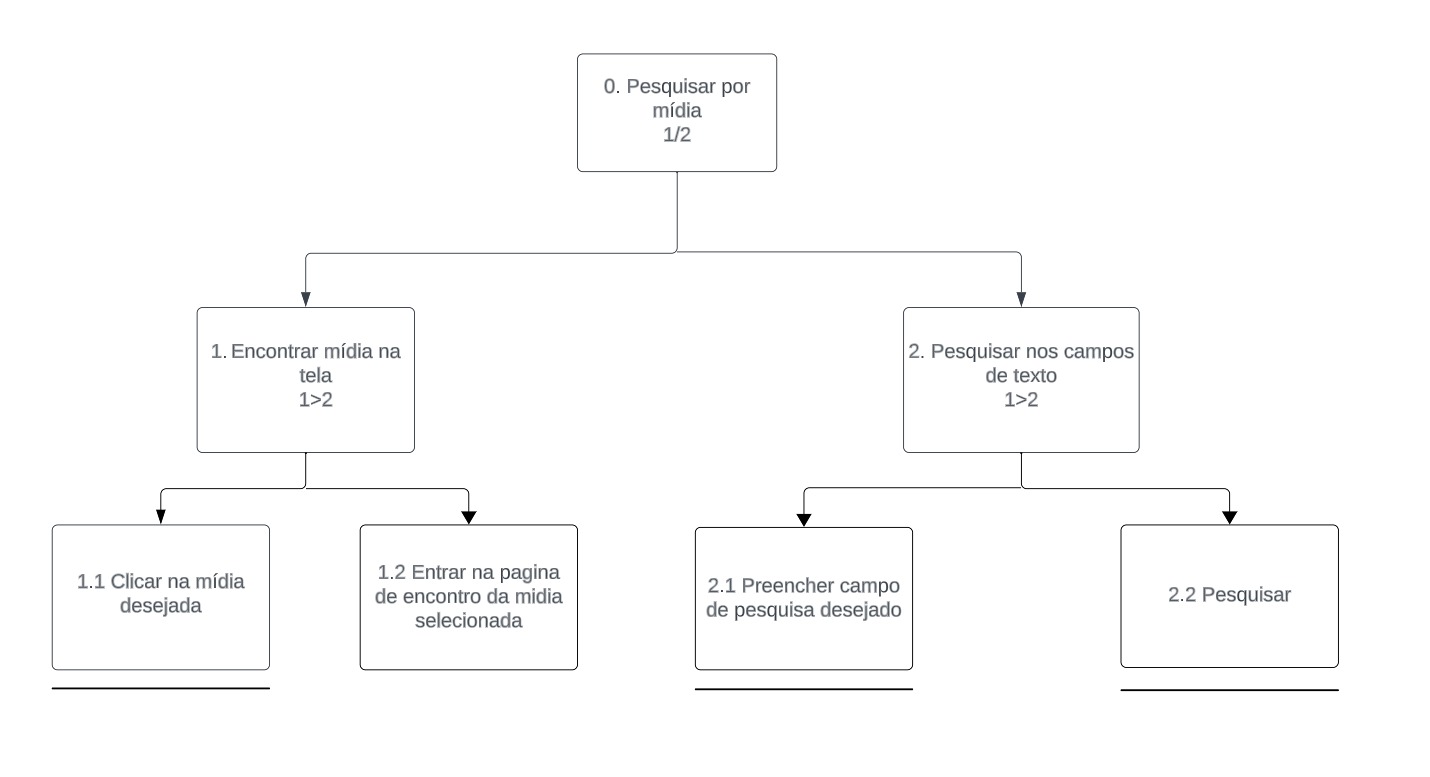 0. Pesquisar por
mídia
1/2
1. Encontrar mídia na
tela
1>2
2. Pesquisar nos campos
de texto
1>2
1.1 Clicar na mídia
desejada
1.2 Entrar na pagina
de encontro da midia
selecionada
2.1 Preencher campo
de pesquisa desejado
2.2 Pesquisar